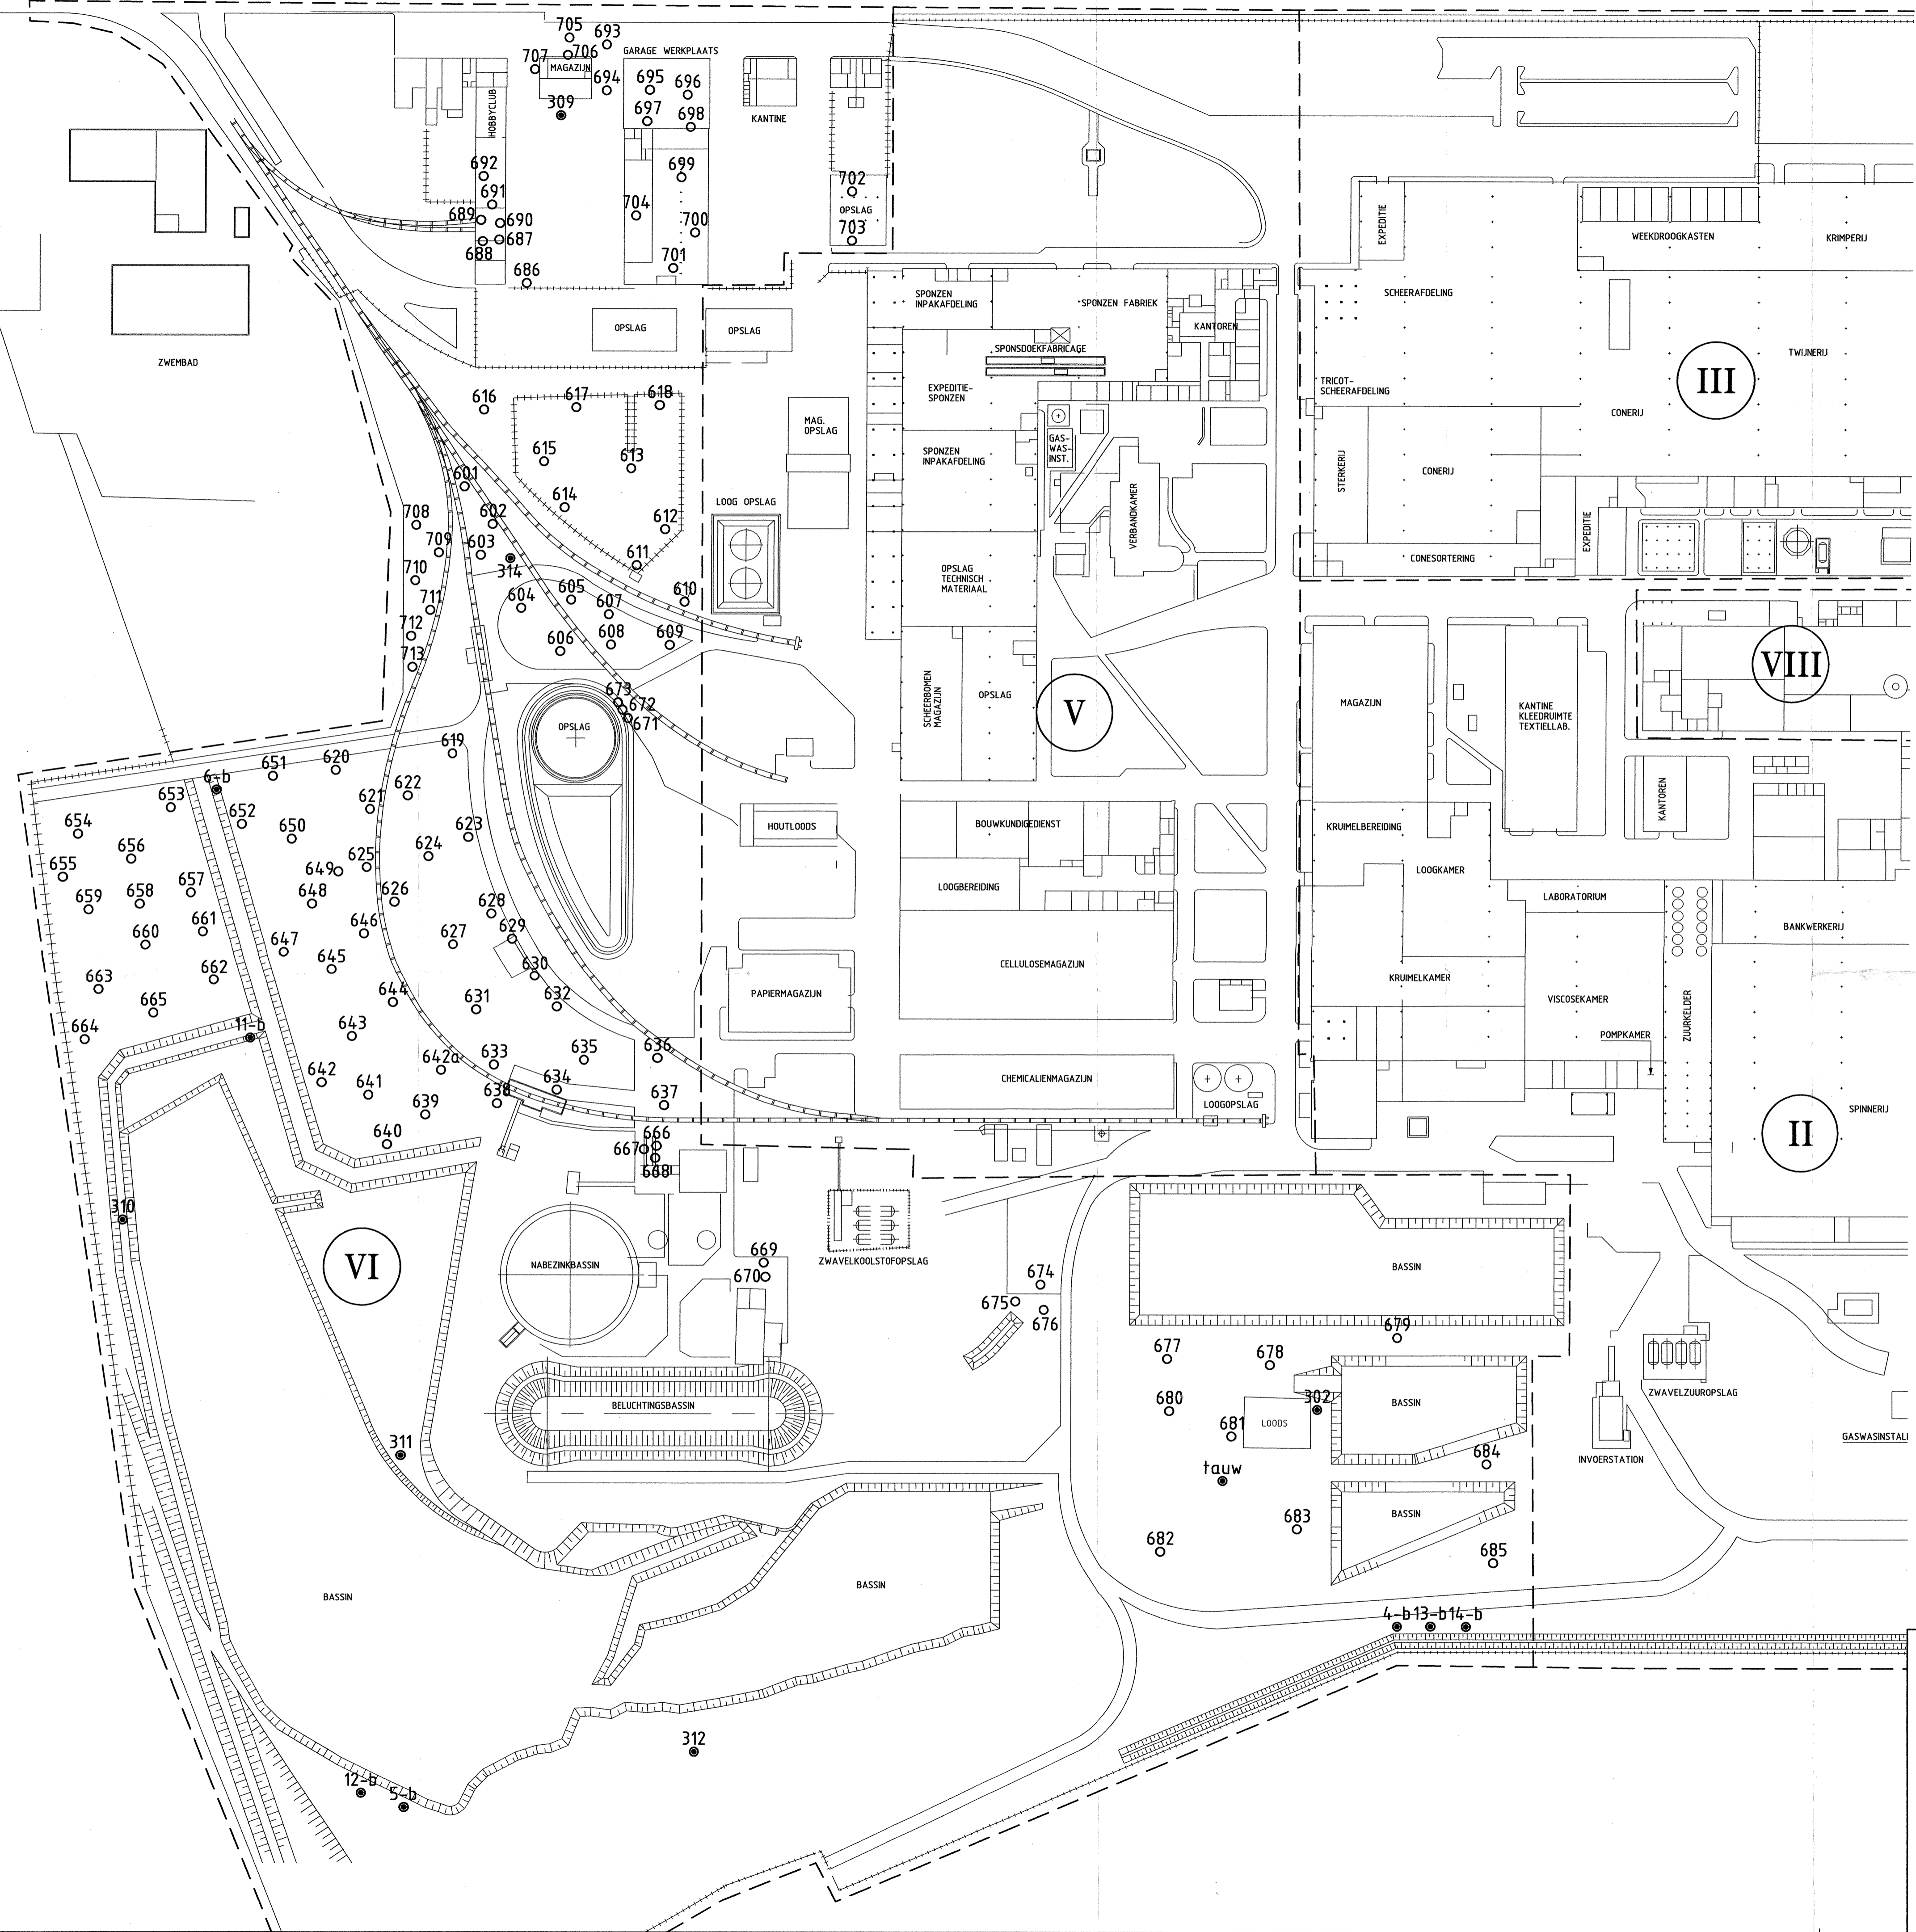 705
693
707
706
GARAGE WERKPLAATS
MAGAZIJN
694
695
696
309
697
698
HOBBYCLUB
KANTINE
692
699
691
702
689
690
704
OPSLAG
700
687
703
688
701
686
EXPEDITIE
WEEKDROOGKASTEN
KRIMPERIJ
ZWEMBAD
OPSLAG
OPSLAG
SPONZEN
INPAKAFDELING
SPONZEN FABRIEK
KANTOREN
SPONSDOEKFABRICAGE
SCHEERAFDELING
TWIJNERIJ
III
TRICOT-
SCHEERAFDELING
CONERIJ
616
617
618
EXPEDITIE-
SPONZEN
MAG.
OPSLAG
GAS-
WAS-
INST.
615
613
SPONZEN
INPAKAFDELING
STERKERIJ
CONERIJ
601
614
LOOG OPSLAG
VERBANDKAMER
708
602
612
EXPEDITIE
709
603
611
CONESORTERING
314
710
OPSLAG
TECHNISCH
MATERIAAL
711
604
605
607
610
712
606
608
609
713
VIII
SCHEERBOMEN
MAGAZIJN
OPSLAG
V
MAGAZIJN
KANTINE
KLEEDRUIMTE
TEXTIELLAB.
673
672
671
OPSLAG
619
620
651
6-b
622
621
653
652
654
650
623
HOUTLOODS
BOUWKUNDIGEDIENST
KRUIMELBEREIDING
KANTOREN
656
624
655
649
625
LOOGKAMER
657
658
648
626
659
LOOGBEREIDING
LABORATORIUM
628
661
646
629
660
627
BANKWERKERIJ
647
645
662
630
663
CELLULOSEMAGAZIJN
KRUIMELKAMER
644
631
632
PAPIERMAGAZIJN
VISCOSEKAMER
ZUURKELDER
665
664
11-b
643
POMPKAMER
642a
633
635
636
642
634
CHEMICALIENMAGAZIJN
641
638
637
LOOGOPSLAG
639
SPINNERIJ
II
640
667
666
668
310
VI
NABEZINKBASSIN
669
670
ZWAVELKOOLSTOFOPSLAG
674
675
676
BASSIN
679
677
678
ZWAVELZUUROPSLAG
BELUCHTINGSBASSIN
680
302
BASSIN
681
LOODS
311
684
INVOERSTATION
GASWASINSTALL
tauw
683
BASSIN
682
685
BASSIN
BASSIN
4-b
13-b
14-b
312
12-b
5-b